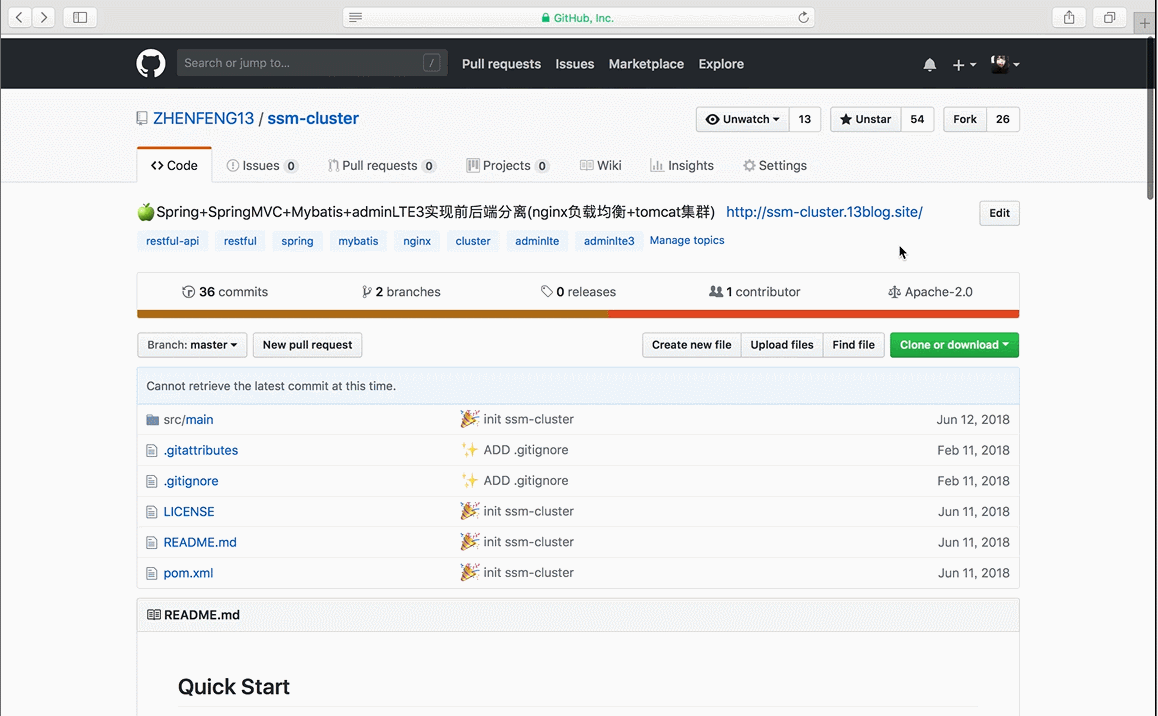 GitHub, Inc.
Search or jump to... / Pull requests Issues Marketplace Explore
ZHENFENG13 / ssm-cluster Unwatch 13 Unstar 54 Fork 26
Code Issues 0 Pull requests 0 Projects 0 Wiki Insights Settings
🍏Spring+SpringMVC+Mybatis+adminLTE3实现前后端分离(nginx负载均衡+tomcat集群) http://ssm-cluster.13blog.site/ Edit
restful-api restful spring mybatis nginx cluster adminlte adminlte3 Manage topics
36 commits 2 branches 0 releases 1 contributor Apache-2.0
Branch: master New pull request Create new file Upload files Find file Clone or download
Cannot retrieve the latest commit at this time.
src/main 🎉 init ssm-cluster Jun 12, 2018
.gitattributes ✨ ADD .gitignore Feb 11, 2018
.gitignore ✨ ADD .gitignore Feb 11, 2018
LICENSE 🎉 init ssm-cluster Jun 11, 2018
README.md 🎉 init ssm-cluster Jun 11, 2018
pom.xml 🎉 init ssm-cluster Jun 11, 2018
README.md
Quick Start